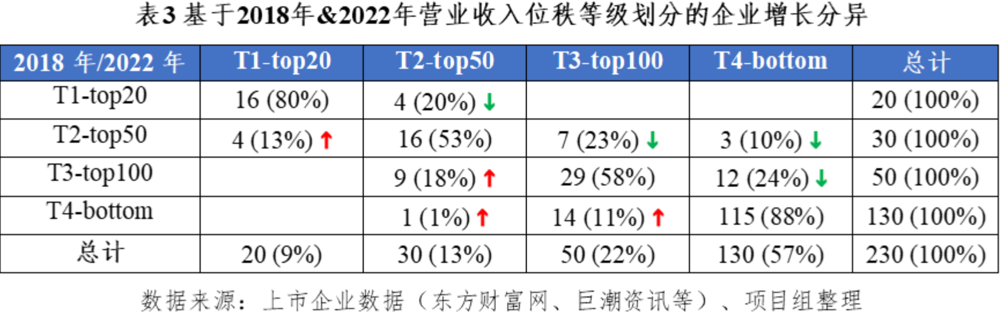 表3 基于2018年&2022年营业收入位秩等级划分的企业增长分异
2018 年/2022 年 T1-top20 T2-top50 T3-top100 T4-bottom 总计
T1-top20 16 (80%) 4 (20%) ↓ 20 (100%)
T2-top50 4 (13%) ↑ 16 (53%) 7 (23%) ↓ 3 (10%) ↓ 30 (100%)
T3-top100 9 (18%) ↑ 29 (58%) 12 (24%) ↓ 50 (100%)
T4-bottom 1 (1%) ↑ 14 (11%) ↑ 115 (88%) 130 (100%)
总计 20 (9%) 30 (13%) 50 (22%) 130 (57%) 230 (100%)
数据来源：上市企业数据（东方财富网、巨潮资讯等）、项目组整理